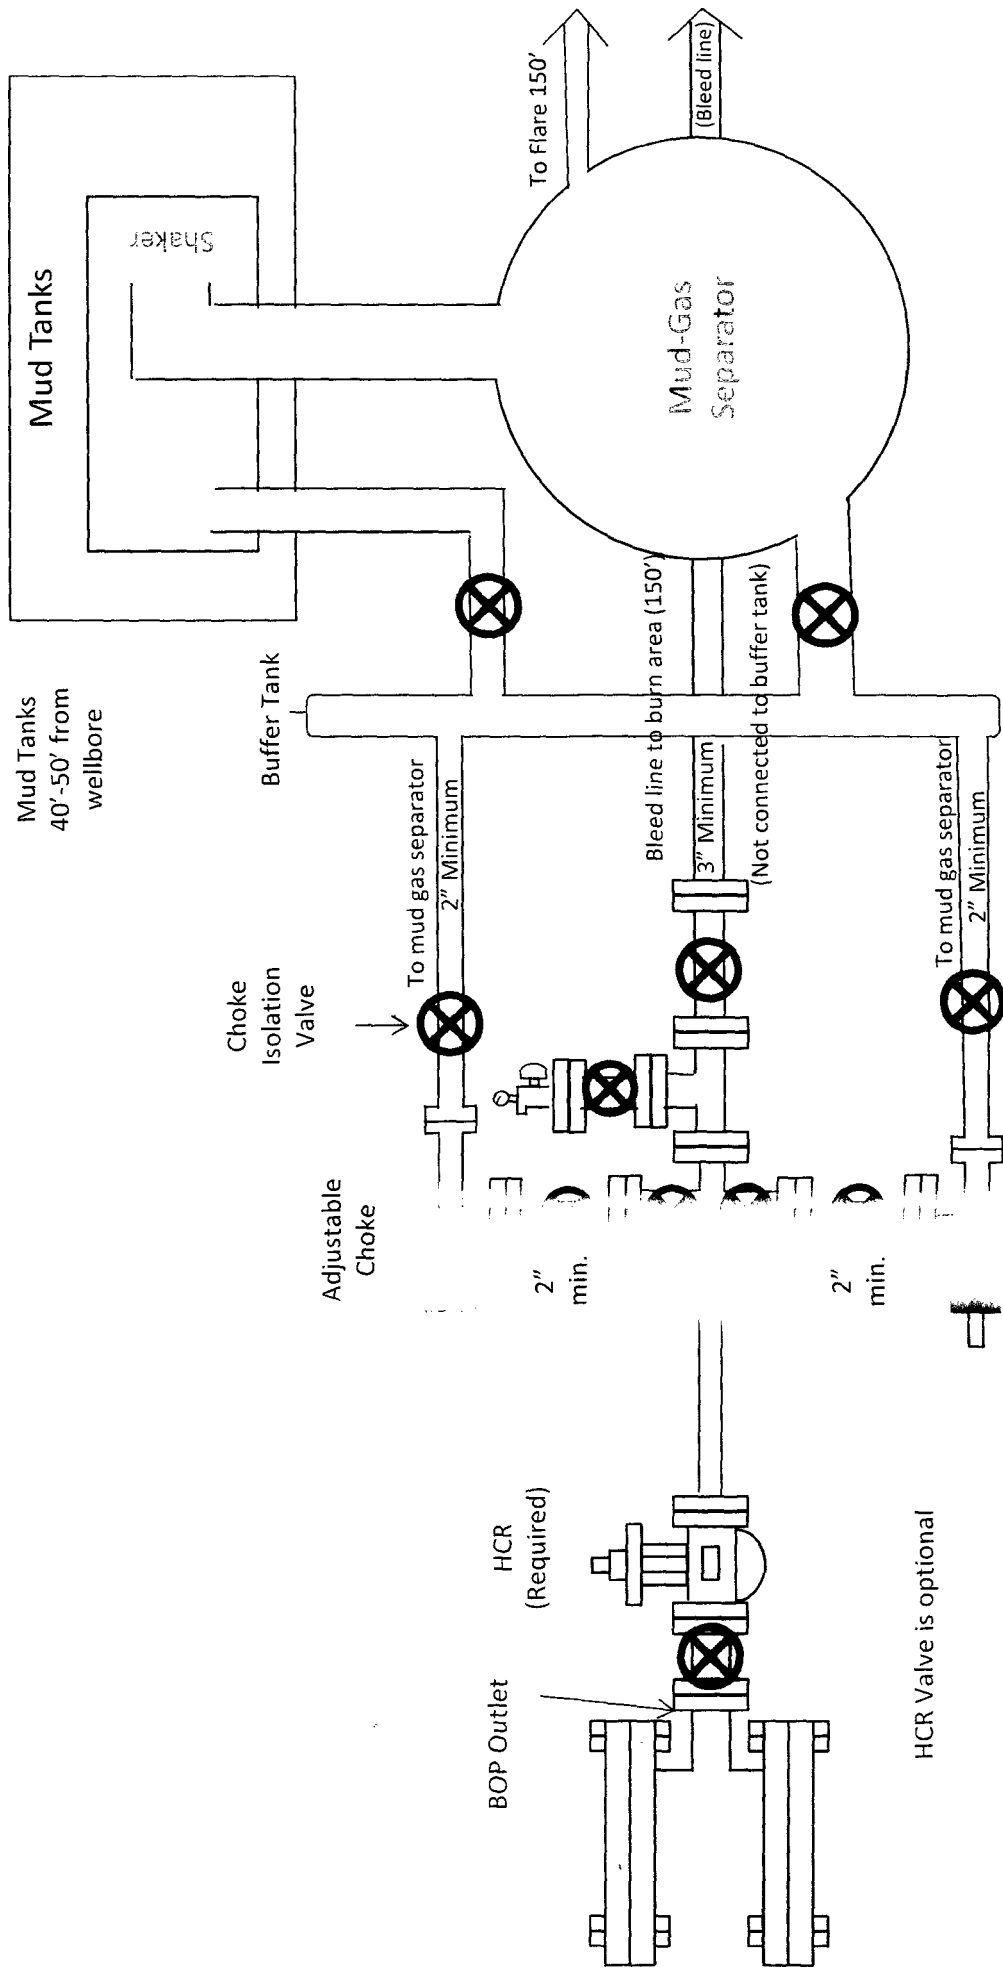 Mud Tanks
40'-50' from
wellbore
Mud Tanks
Shaker
Buffer Tank
To Flare 150'
(Bleed line)
Mud-Gas
Separator
Choke
Isolation
Valve
To mud gas separator
2" Minimum
Bleed line to burn area (150')
3" Minimum
(Not connected to buffer tank)
To mud gas separator
2" Minimum
Adjustable
Choke
2"
min.
2"
min.
HCR
(Required)
BOP Outlet
HCR Valve is optional